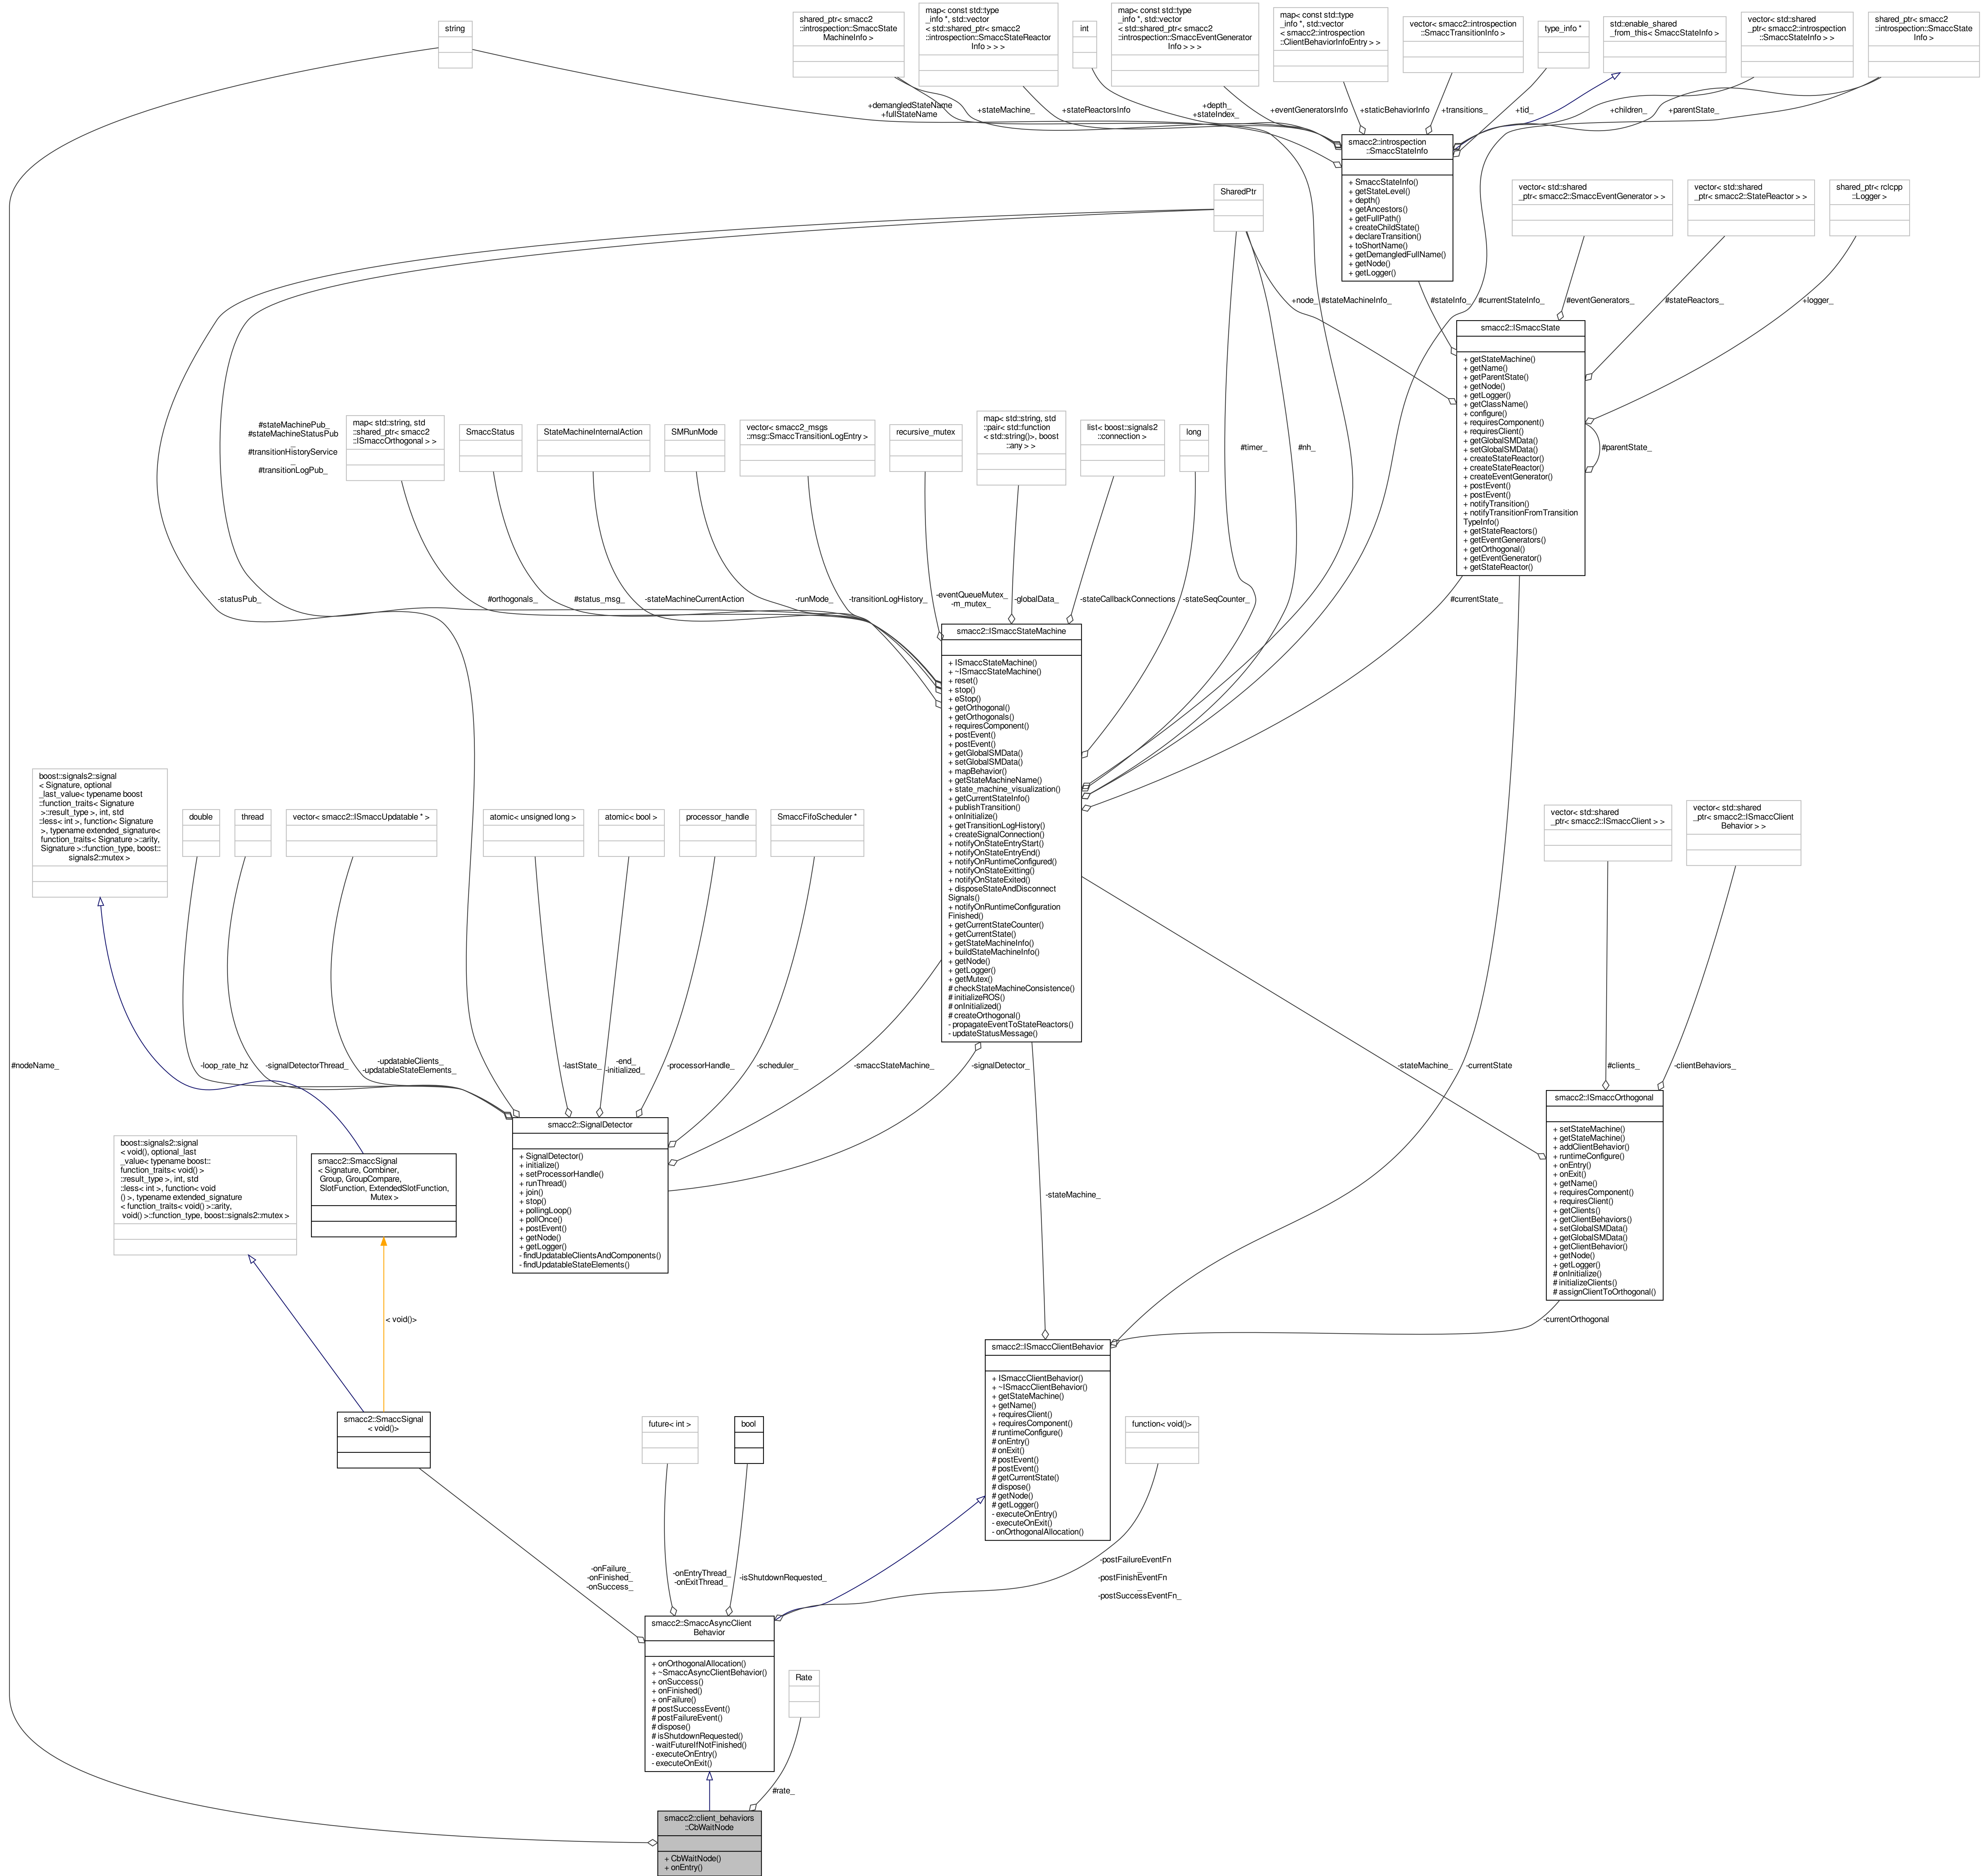 string
shared_ptr< smacc2
::introspection::SmaccState
MachineInfo >
map< const std::type
_info *, std::vector
< std::shared_ptr< smacc2
::introspection::SmaccStateReactor
Info > > >
int
map< const std::type
_info *, std::vector
< std::shared_ptr< smacc2
::introspection::SmaccEventGenerator
Info > > >
map< const std::type
_info *, std::vector
< smacc2::introspection
::ClientBehaviorInfoEntry > >
vector< smacc2::introspection
::SmaccTransitionInfo >
type_info *
std::enable_shared
_from_this< SmaccStateInfo >
vector< std::shared
_ptr< smacc2::introspection
::SmaccStateInfo > >
shared_ptr< smacc2
::introspection::SmaccState
Info >
+demangledStateName
+fullStateName
+stateMachine_
+stateReactorsInfo
+depth_
+stateIndex_
+eventGeneratorsInfo
+staticBehaviorInfo
+transitions_
+tid_
+children_
+parentState_
smacc2::introspection
::SmaccStateInfo
+ SmaccStateInfo()
+ getStateLevel()
+ depth()
+ getAncestors()
+ getFullPath()
+ createChildState()
+ declareTransition()
+ toShortName()
+ getDemangledFullName()
+ getNode()
+ getLogger()
SharedPtr
vector< std::shared
_ptr< smacc2::SmaccEventGenerator > >
vector< std::shared
_ptr< smacc2::StateReactor > >
shared_ptr< rclcpp
::Logger >
+node_
#stateMachineInfo_
#stateInfo_
#currentStateInfo_
#eventGenerators_
#stateReactors_
+logger_
smacc2::ISmaccState
+ getStateMachine()
+ getName()
+ getParentState()
+ getNode()
+ getLogger()
+ getClassName()
+ configure()
+ requiresComponent()
+ requiresClient()
+ getGlobalSMData()
+ setGlobalSMData()
+ createStateReactor()
+ createStateReactor()
+ createEventGenerator()
+ postEvent()
+ postEvent()
+ notifyTransition()
+ notifyTransitionFromTransition
TypeInfo()
+ getStateReactors()
+ getEventGenerators()
+ getOrthogonal()
+ getEventGenerator()
+ getStateReactor()
#parentState_
#stateMachinePub_
#stateMachineStatusPub
_
#transitionHistoryService
_
#transitionLogPub_
map< std::string, std
::shared_ptr< smacc2
::ISmaccOrthogonal > >
SmaccStatus
StateMachineInternalAction
SMRunMode
vector< smacc2_msgs
::msg::SmaccTransitionLogEntry >
recursive_mutex
map< std::string, std
::pair< std::function
< std::string()>, boost
::any > >
list< boost::signals2
::connection >
long
#timer_
#nh_
-statusPub_
#orthogonals_
#status_msg_
-stateMachineCurrentAction
-runMode_
-transitionLogHistory_
-eventQueueMutex_
-m_mutex_
-globalData_
-stateCallbackConnections
-stateSeqCounter_
#currentState_
smacc2::ISmaccStateMachine
+ ISmaccStateMachine()
+ ~ISmaccStateMachine()
+ reset()
+ stop()
+ eStop()
+ getOrthogonal()
+ getOrthogonals()
+ requiresComponent()
+ postEvent()
+ postEvent()
+ getGlobalSMData()
+ setGlobalSMData()
+ mapBehavior()
+ getStateMachineName()
+ state_machine_visualization()
+ getCurrentStateInfo()
+ publishTransition()
+ onInitialize()
+ getTransitionLogHistory()
+ createSignalConnection()
+ notifyOnStateEntryStart()
+ notifyOnStateEntryEnd()
+ notifyOnRuntimeConfigured()
+ notifyOnStateExitting()
+ notifyOnStateExited()
+ disposeStateAndDisconnect
Signals()
+ notifyOnRuntimeConfiguration
Finished()
+ getCurrentStateCounter()
+ getCurrentState()
+ getStateMachineInfo()
+ buildStateMachineInfo()
+ getNode()
+ getLogger()
+ getMutex()
# checkStateMachineConsistence()
# initializeROS()
# onInitialized()
# createOrthogonal()
- propagateEventToStateReactors()
- updateStatusMessage()
boost::signals2::signal
< Signature, optional
_last_value< typename boost
::function_traits< Signature
>::result_type >, int, std
::less< int >, function< Signature
>, typename extended_signature<
function_traits< Signature >::arity,
Signature >::function_type, boost::
signals2::mutex >
double
thread
vector< smacc2::ISmaccUpdatable * >
atomic< unsigned long >
atomic< bool >
processor_handle
SmaccFifoScheduler *
vector< std::shared
_ptr< smacc2::ISmaccClient > >
vector< std::shared
_ptr< smacc2::ISmaccClient
Behavior > >
#nodeName_
-loop_rate_hz
-signalDetectorThread_
-updatableClients_
-updatableStateElements_
-lastState_
-end_
-initialized_
-processorHandle_
-scheduler_
-smaccStateMachine_
-signalDetector_
-stateMachine_
-currentState
#clients_
-clientBehaviors_
smacc2::SignalDetector
+ SignalDetector()
+ initialize()
+ setProcessorHandle()
+ runThread()
+ join()
+ stop()
+ pollingLoop()
+ pollOnce()
+ postEvent()
+ getNode()
+ getLogger()
- findUpdatableClientsAndComponents()
- findUpdatableStateElements()
smacc2::ISmaccOrthogonal
+ setStateMachine()
+ getStateMachine()
+ addClientBehavior()
+ runtimeConfigure()
+ onEntry()
+ onExit()
+ getName()
+ requiresComponent()
+ requiresClient()
+ getClients()
+ getClientBehaviors()
+ setGlobalSMData()
+ getGlobalSMData()
+ getClientBehavior()
+ getNode()
+ getLogger()
# onInitialize()
# initializeClients()
# assignClientToOrthogonal()
boost::signals2::signal
< void(), optional_last
_value< typename boost::
function_traits< void() >
::result_type >, int, std
::less< int >, function< void
() >, typename extended_signature
< function_traits< void() >::arity,
void() >::function_type, boost::signals2::mutex >
smacc2::SmaccSignal
< Signature, Combiner,
Group, GroupCompare,
SlotFunction, ExtendedSlotFunction,
Mutex >
-stateMachine_
< void()>
-currentOrthogonal
smacc2::ISmaccClientBehavior
+ ISmaccClientBehavior()
+ ~ISmaccClientBehavior()
+ getStateMachine()
+ getName()
+ requiresClient()
+ requiresComponent()
# runtimeConfigure()
# onEntry()
# onExit()
# postEvent()
# postEvent()
# getCurrentState()
# dispose()
# getNode()
# getLogger()
- executeOnEntry()
- executeOnExit()
- onOrthogonalAllocation()
smacc2::SmaccSignal
< void()>
future< int >
bool
function< void()>
-onFailure_
-onFinished_
-onSuccess_
-onEntryThread_
-onExitThread_
-isShutdownRequested_
-postFailureEventFn
_
-postFinishEventFn
_
-postSuccessEventFn_
smacc2::SmaccAsyncClient
Behavior
+ onOrthogonalAllocation()
+ ~SmaccAsyncClientBehavior()
+ onSuccess()
+ onFinished()
+ onFailure()
# postSuccessEvent()
# postFailureEvent()
# dispose()
# isShutdownRequested()
- waitFutureIfNotFinished()
- executeOnEntry()
- executeOnExit()
Rate
#rate_
smacc2::client_behaviors
::CbWaitNode
+ CbWaitNode()
+ onEntry()